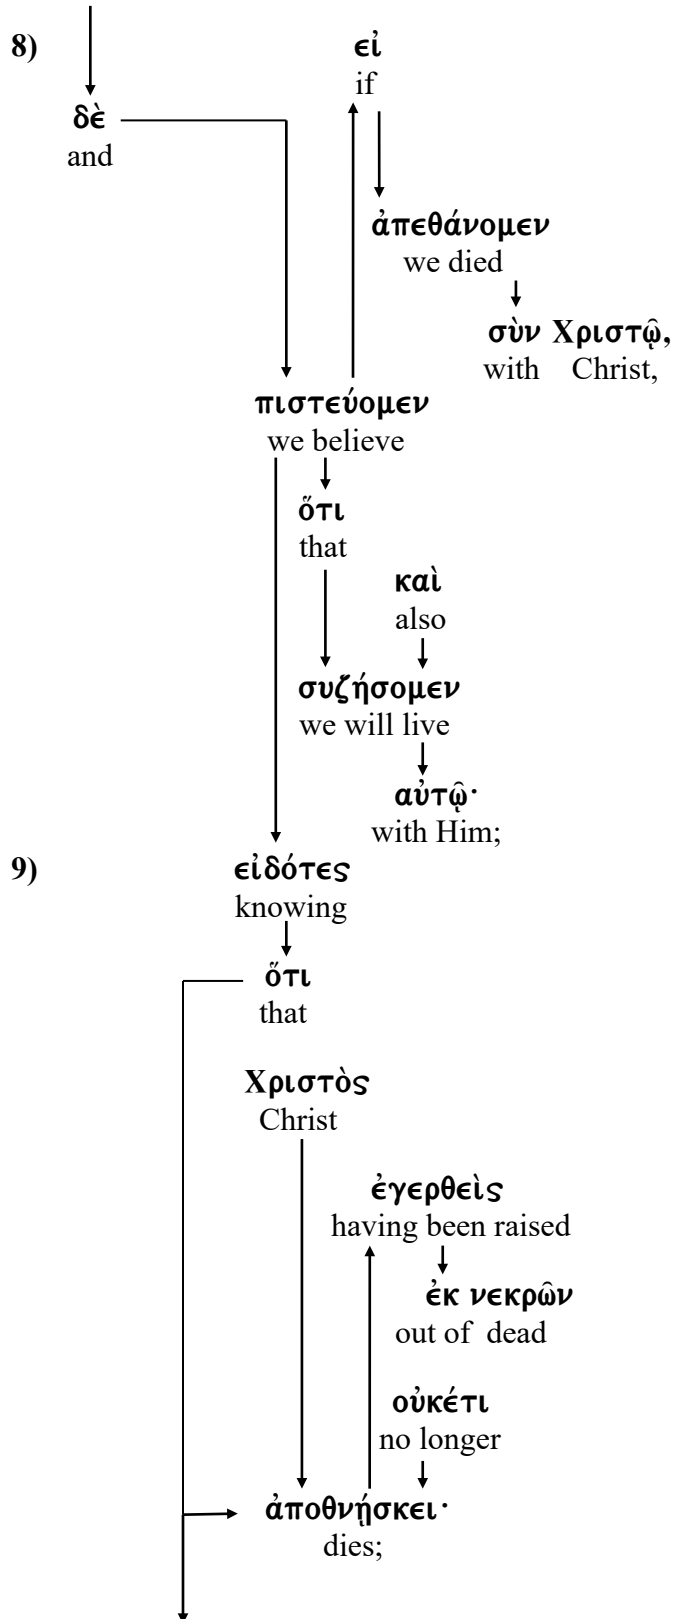 8) εἰ
if
δὲ
and
ἀπεθάνομεν
we died
σὺν Χριστῷ,
with Christ,
πιστεύομεν
we believe
ὅτι
that
καὶ
also
συζήσομεν
we will live
αὐτῷ·
with Him;
9) εἰδότες
knowing
ὅτι
that
Χριστὸς
Christ
ἐγερθεὶς
having been raised
ἐκ νεκρῶν
out of dead
οὐκέτι
no longer
ἀποθνῄσκει·
dies;